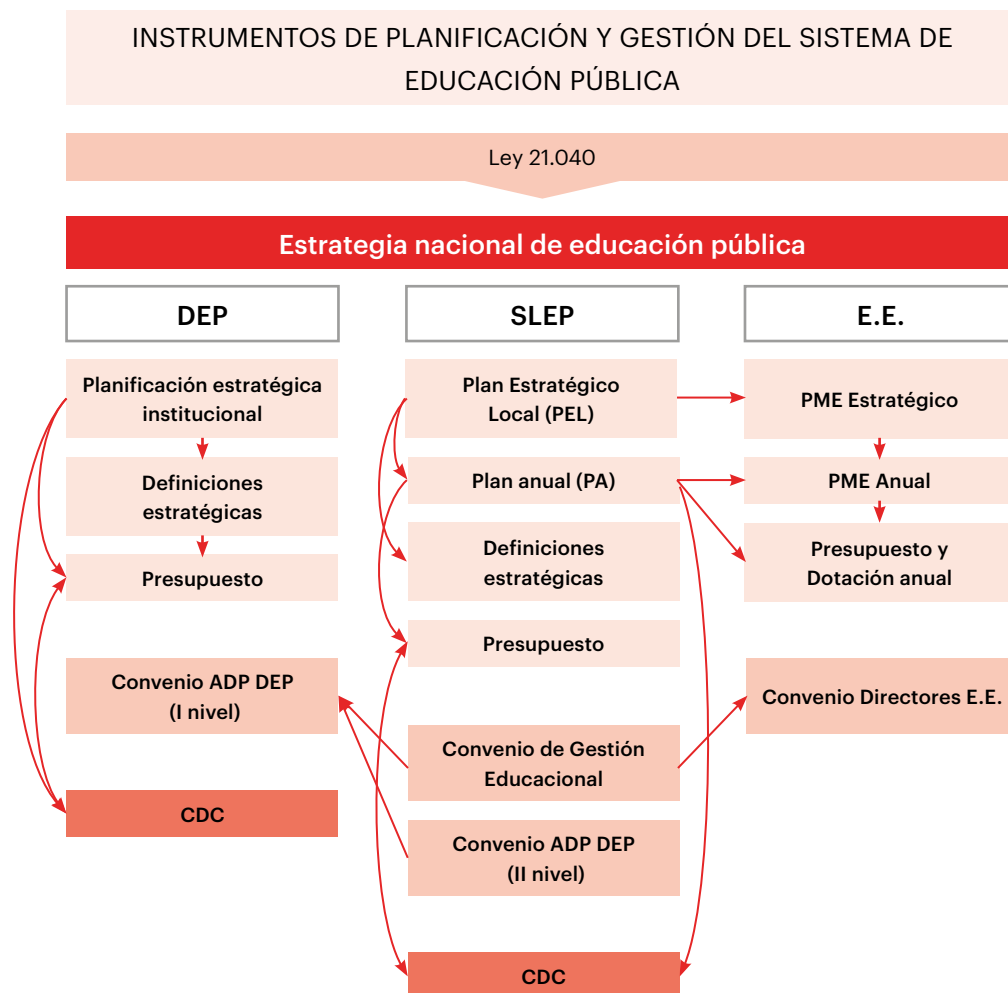 INSTRUMENTOS DE PLANIFICACIÓN Y GESTIÓN DEL SISTEMA DE
EDUCACIÓN PÚBLICA
Ley 21.040
Estrategia nacional de educación pública
DEP
Planificación estratégica
institucional
Definiciones
estratégicas
Presupuesto
Convenio ADP DEP
(I nivel)
CDC
SLEP
Plan Estratégico
Local (PEL)
Plan anual (PA)
Definiciones
estratégicas
Presupuesto
Convenio de Gestión
Educacional
Convenio ADP DEP
(II nivel)
CDC
E.E.
PME Estratégico
PME Anual
Presupuesto y
Dotación anual
Convenio Directores E.E.